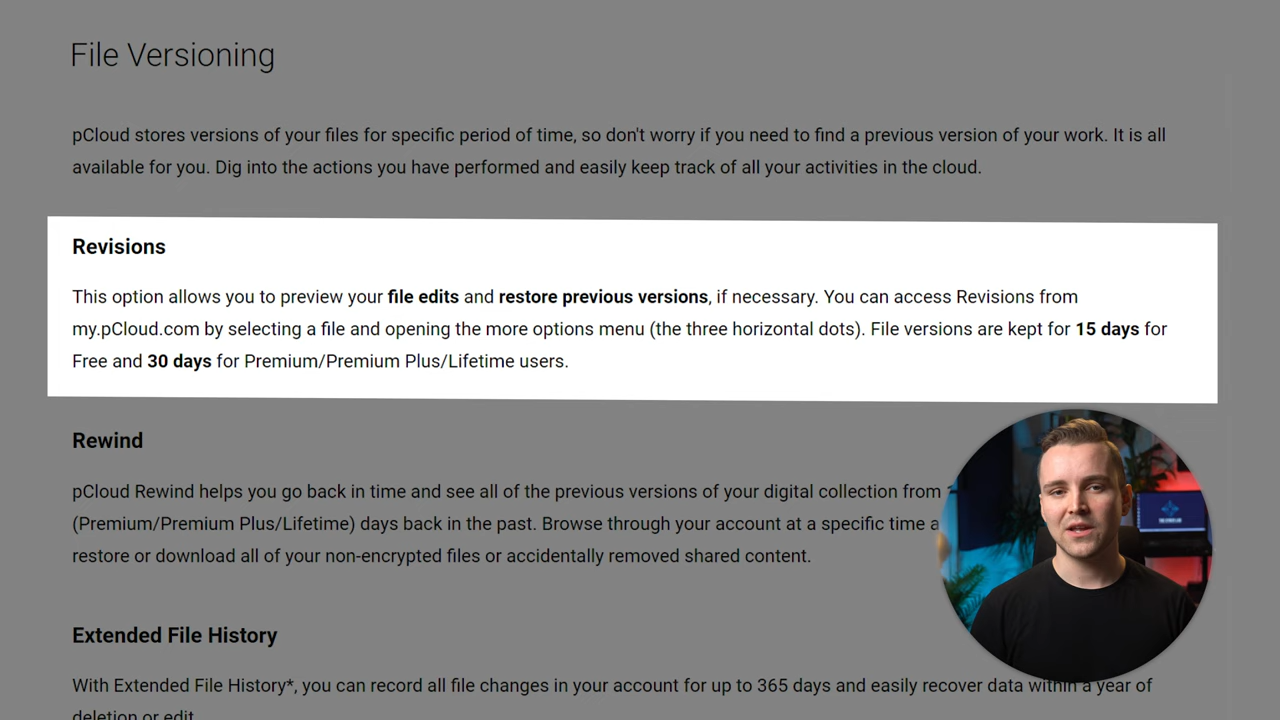 File Versioning
pCloud stores versions of your files for specific period of time, so don't worry if you need to find a previous version of your work. It is all
available for you. Dig into the actions you have performed and easily keep track of all your activities in the cloud.
Revisions
This option allows you to preview your file edits and restore previous versions, if necessary. You can access Revisions from
my.pCloud.com by selecting a file and opening the more options menu (the three horizontal dots). File versions are kept for 15 days for
Free and 30 days for Premium/Premium Plus/Lifetime users.
Rewind
pCloud Rewind helps you go back in time and see all of the previous versions of your digital collection from
(Premium/Premium Plus/Lifetime) days back in the past. Browse through your account at a specific time a
restore or download all of your non-encrypted files or accidentally removed shared content.
Extended File History
With Extended File History*, you can record all file changes in your account for up to 365 days and easily recover data within a year of
deletion or edit